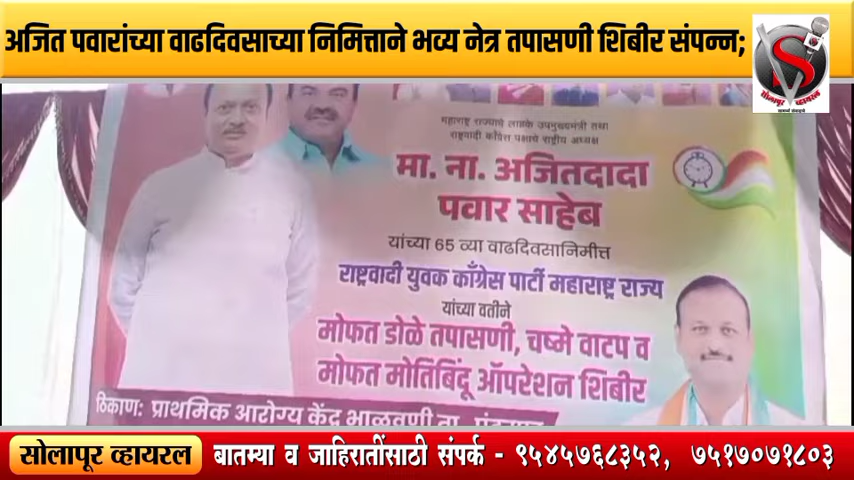 अजित पवारांच्या वाढदिवसाच्या निमित्ताने भव्य नेत्र तपासणी शिबीर संपन्न;
S
सोलापूर व्हायरल
महाराष्ट्र राज्याचे लाडके उपमुख्यमंत्री तथा
राष्ट्रवादी काँग्रेस पक्षाचे राष्ट्रीय अध्यक्ष
मा. ना. अजितदादा
पवार साहेब
यांच्या 65 व्या वाढदिवसानिमीत्त
राष्ट्रवादी युवक काँग्रेस पार्टी महाराष्ट्र राज्य
यांच्या वतीने
मोफत डोळे तपासणी, चष्मे वाटप व
मोफत मोतिबिंदू ऑपरेशन शिबीर
ठिकाण: प्राथमिक आरोग्य केंद्र भाळवणी ता.
सोलापूर व्हायरल बातम्या व जाहिरातींसाठी संपर्क - ९५४५७६८३५२, ७५१७०७१८०३